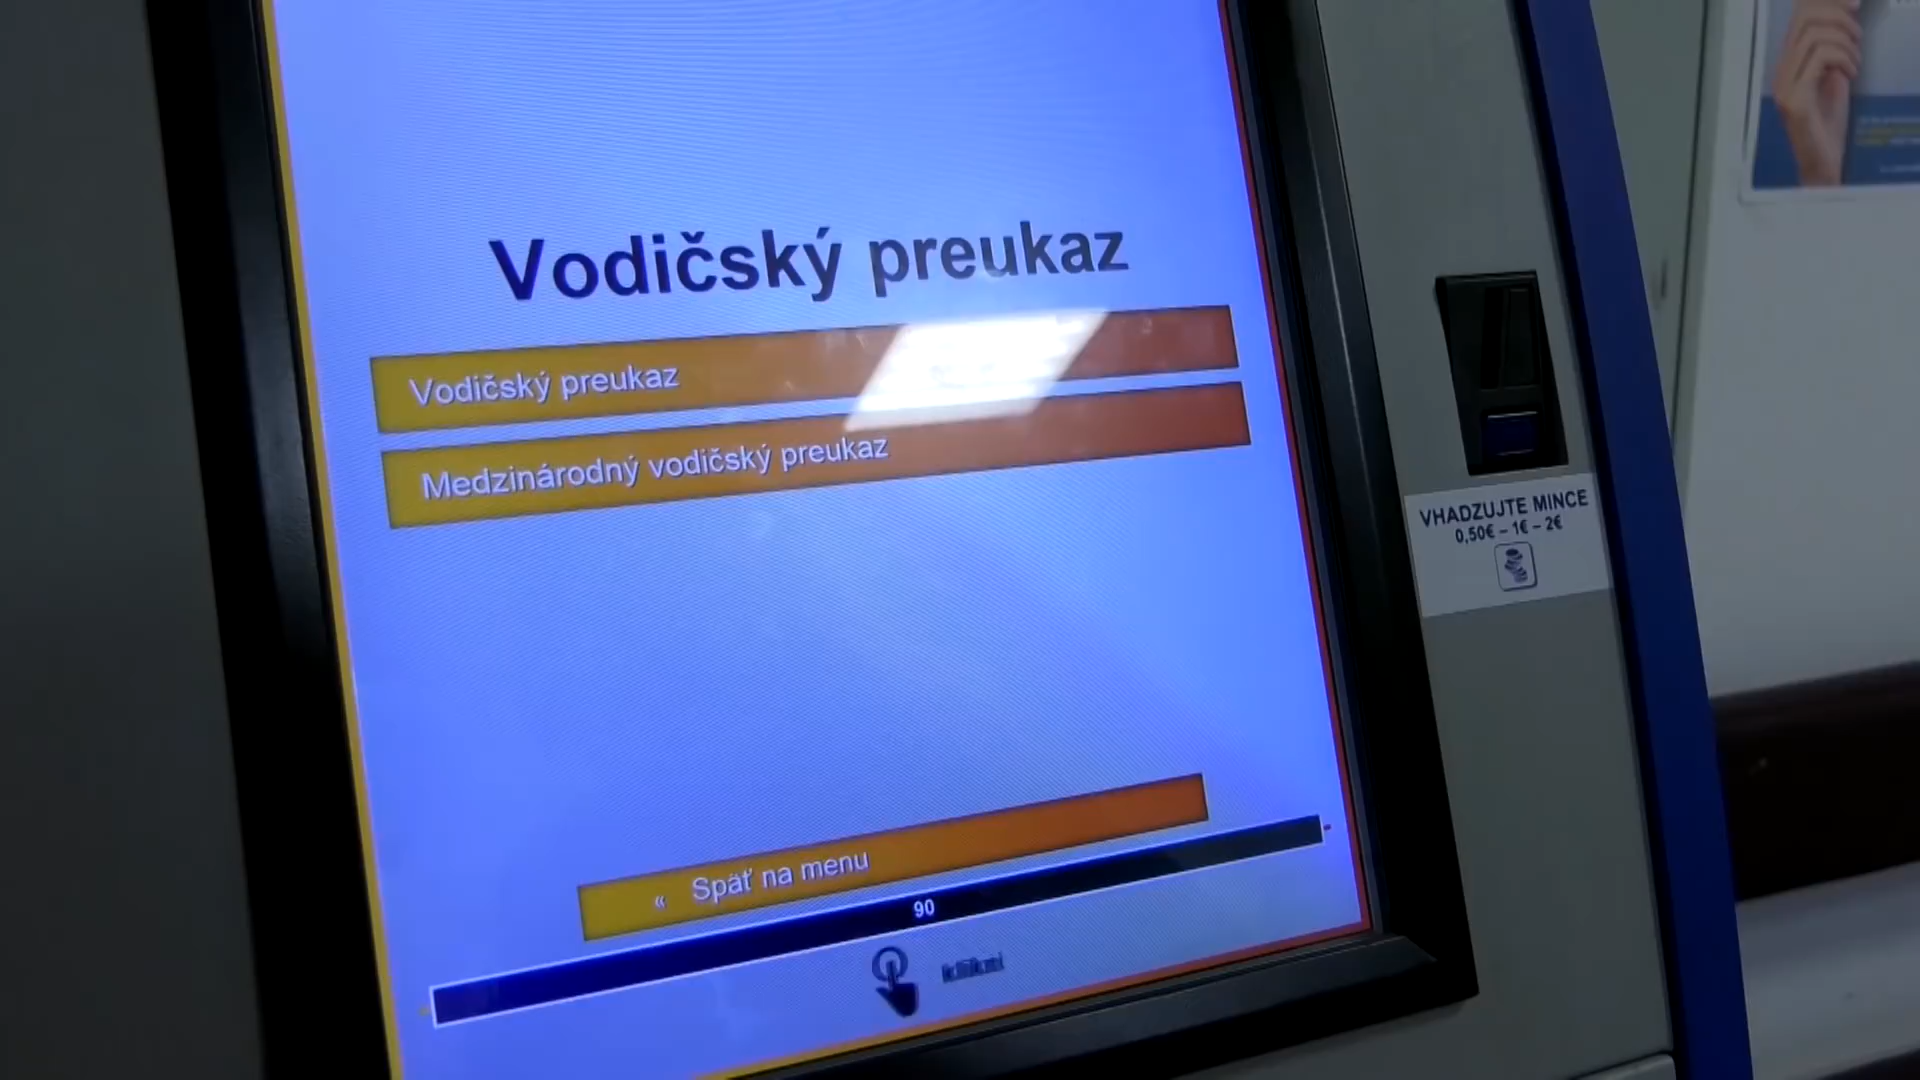 Vodičský preukaz
Vodičský preukaz
Medzinárodný vodičský preukaz
« Späť na menu
90
VHADZUJTE MINCE
0,50€ – 1€ – 2€